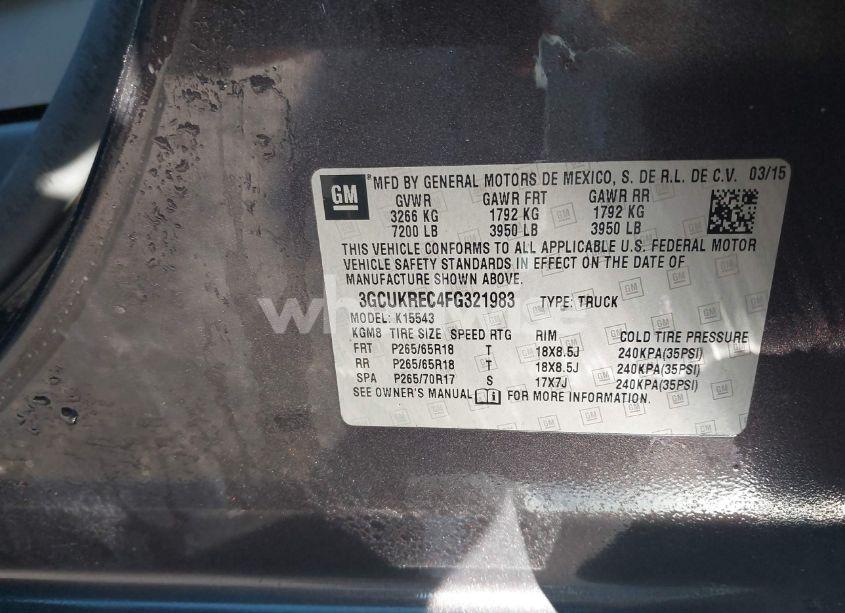 GM ® MFD BY GENERAL MOTORS DE MEXICO, S. DE R.L. DE C.V. 03/15
GVWR GAWR FRT GAWR RR
3266 KG 1792 KG 1792 KG
7200 LB 3950 LB 3950 LB
THIS VEHICLE CONFORMS TO ALL APPLICABLE U.S. FEDERAL MOTOR
VEHICLE SAFETY STANDARDS IN EFFECT ON THE DATE OF
MANUFACTURE SHOWN ABOVE.
3GCUKREC4FG321983 TYPE: TRUCK
MODEL: K15543
KGM8 TIRE SIZE SPEED RTG RIM COLD TIRE PRESSURE
FRT P265/65R18 T 18X8.5J 240KPA(35PSI)
RR P265/65R18 T 18X8.5J 240KPA(35PSI)
SPA P265/70R17 S 17X7J 240KPA(35PSI)
SEE OWNER'S MANUAL FOR MORE INFORMATION.